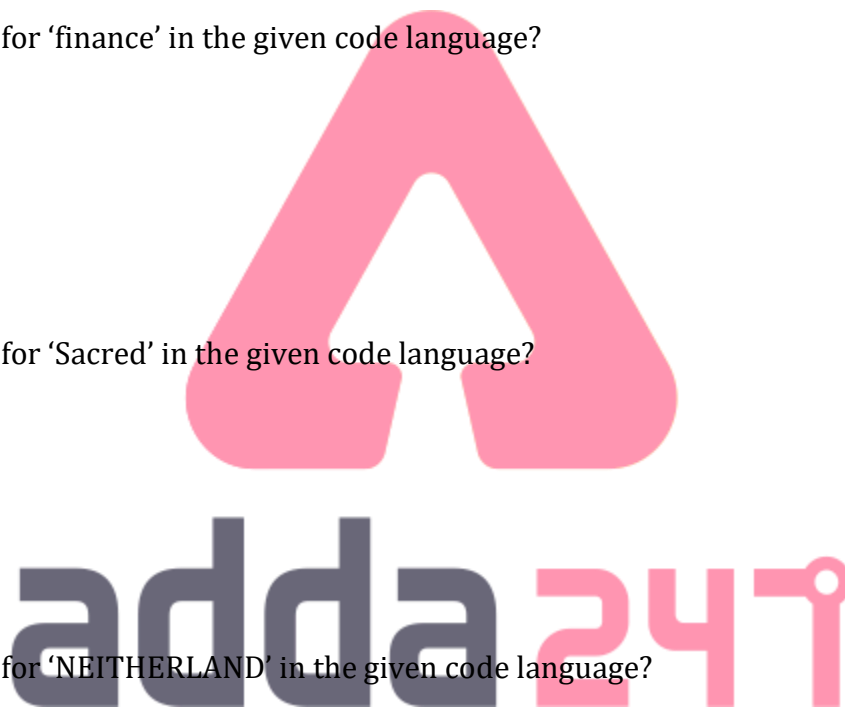 for ‘finance’ in the given code language?
for ‘Sacred’ in the given code language?
adda247
for ‘NEITHERLAND’ in the given code language?